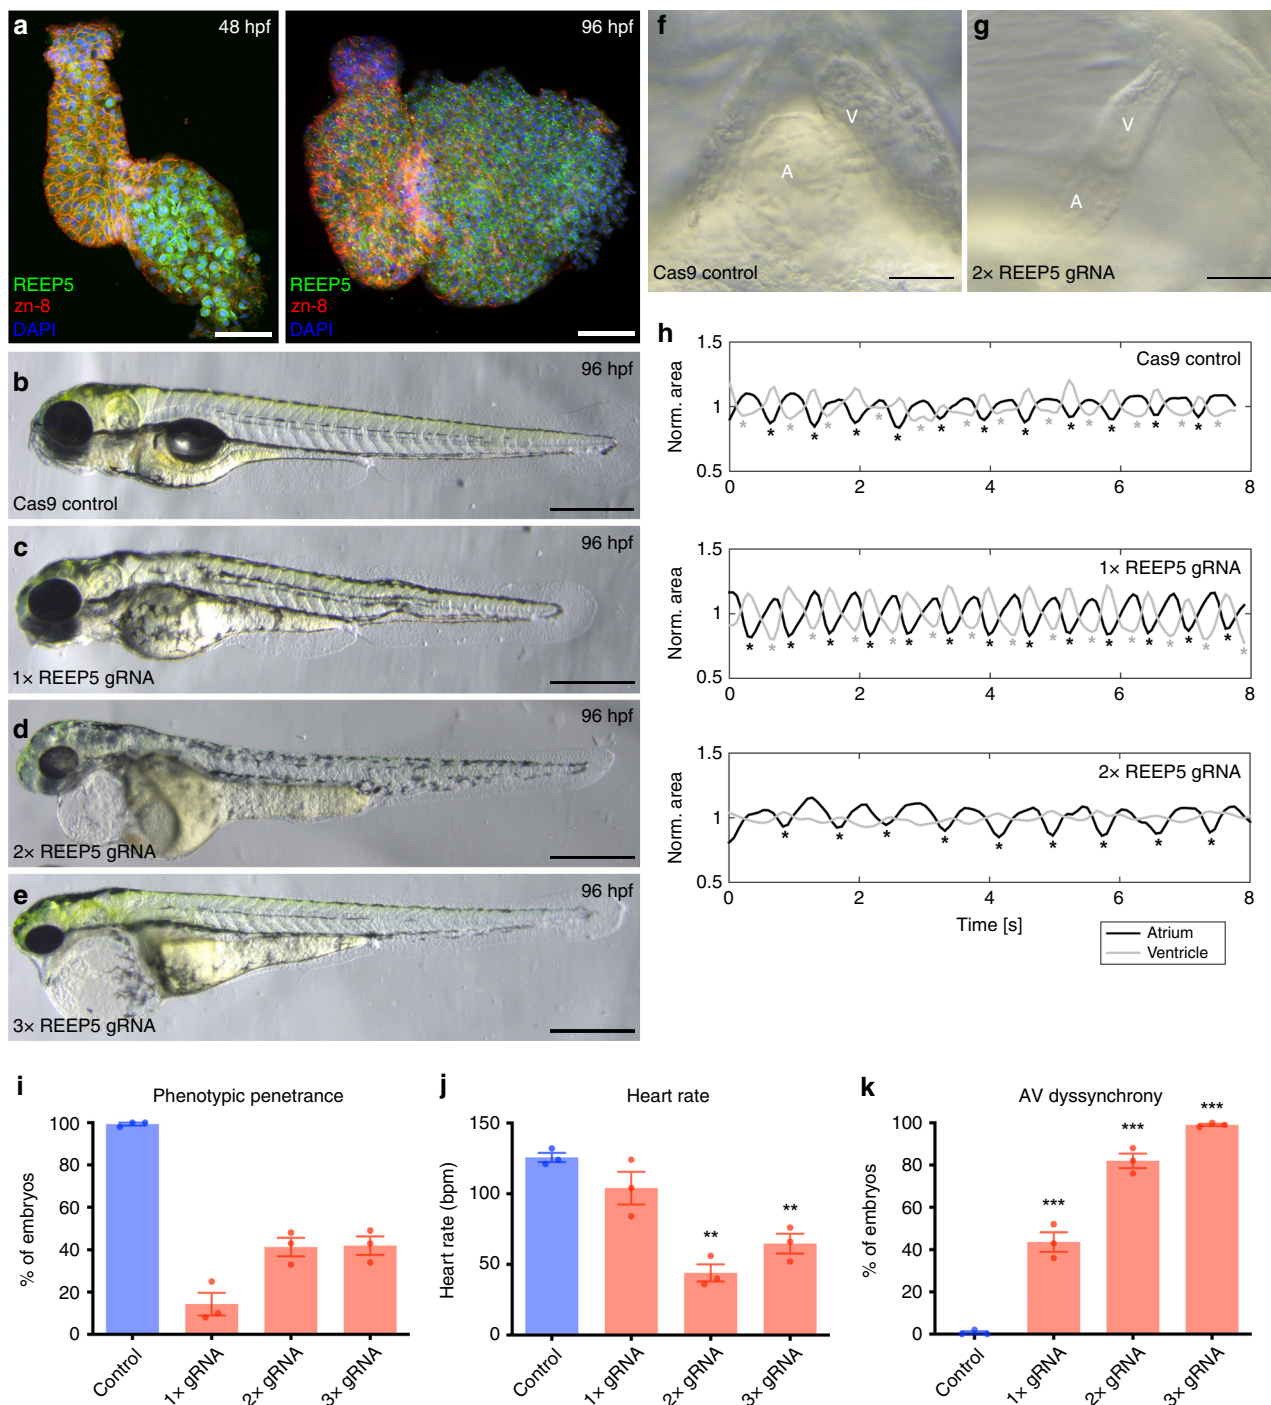 a
48 hpf
REEP5
zn-8
DAPI
96 hpf
REEP5
zn-8
DAPI
b
96 hpf
Cas9 control
c
96 hpf
1× REEP5 gRNA
d
96 hpf
2× REEP5 gRNA
e
96 hpf
3× REEP5 gRNA
f
V
A
Cas9 control
g
V
A
2× REEP5 gRNA
h
Cas9 control
Norm. area
1.5
1
0.5
0 2 4 6 8
* * * * * * * * * * * * * * * * * * * * * *
1× REEP5 gRNA
Norm. area
1.5
1
0.5
0 2 4 6 8
* * * * * * * * * * * * * * * * * * * * * * * * * *
2× REEP5 gRNA
Norm. area
1.5
1
0.5
0 2 4 6 8
* * * * * * * * *
Time [s]
Atrium
Ventricle
i
Phenotypic penetrance
% of embryos
100
80
60
40
20
0
Control
1× gRNA
2× gRNA
3× gRNA
j
Heart rate
Heart rate (bpm)
150
100
50
0
**
**
Control
1× gRNA
2× gRNA
3× gRNA
k
AV dyssynchrony
% of embryos
100
80
60
40
20
0
***
***
***
Control
1× gRNA
2× gRNA
3× gRNA